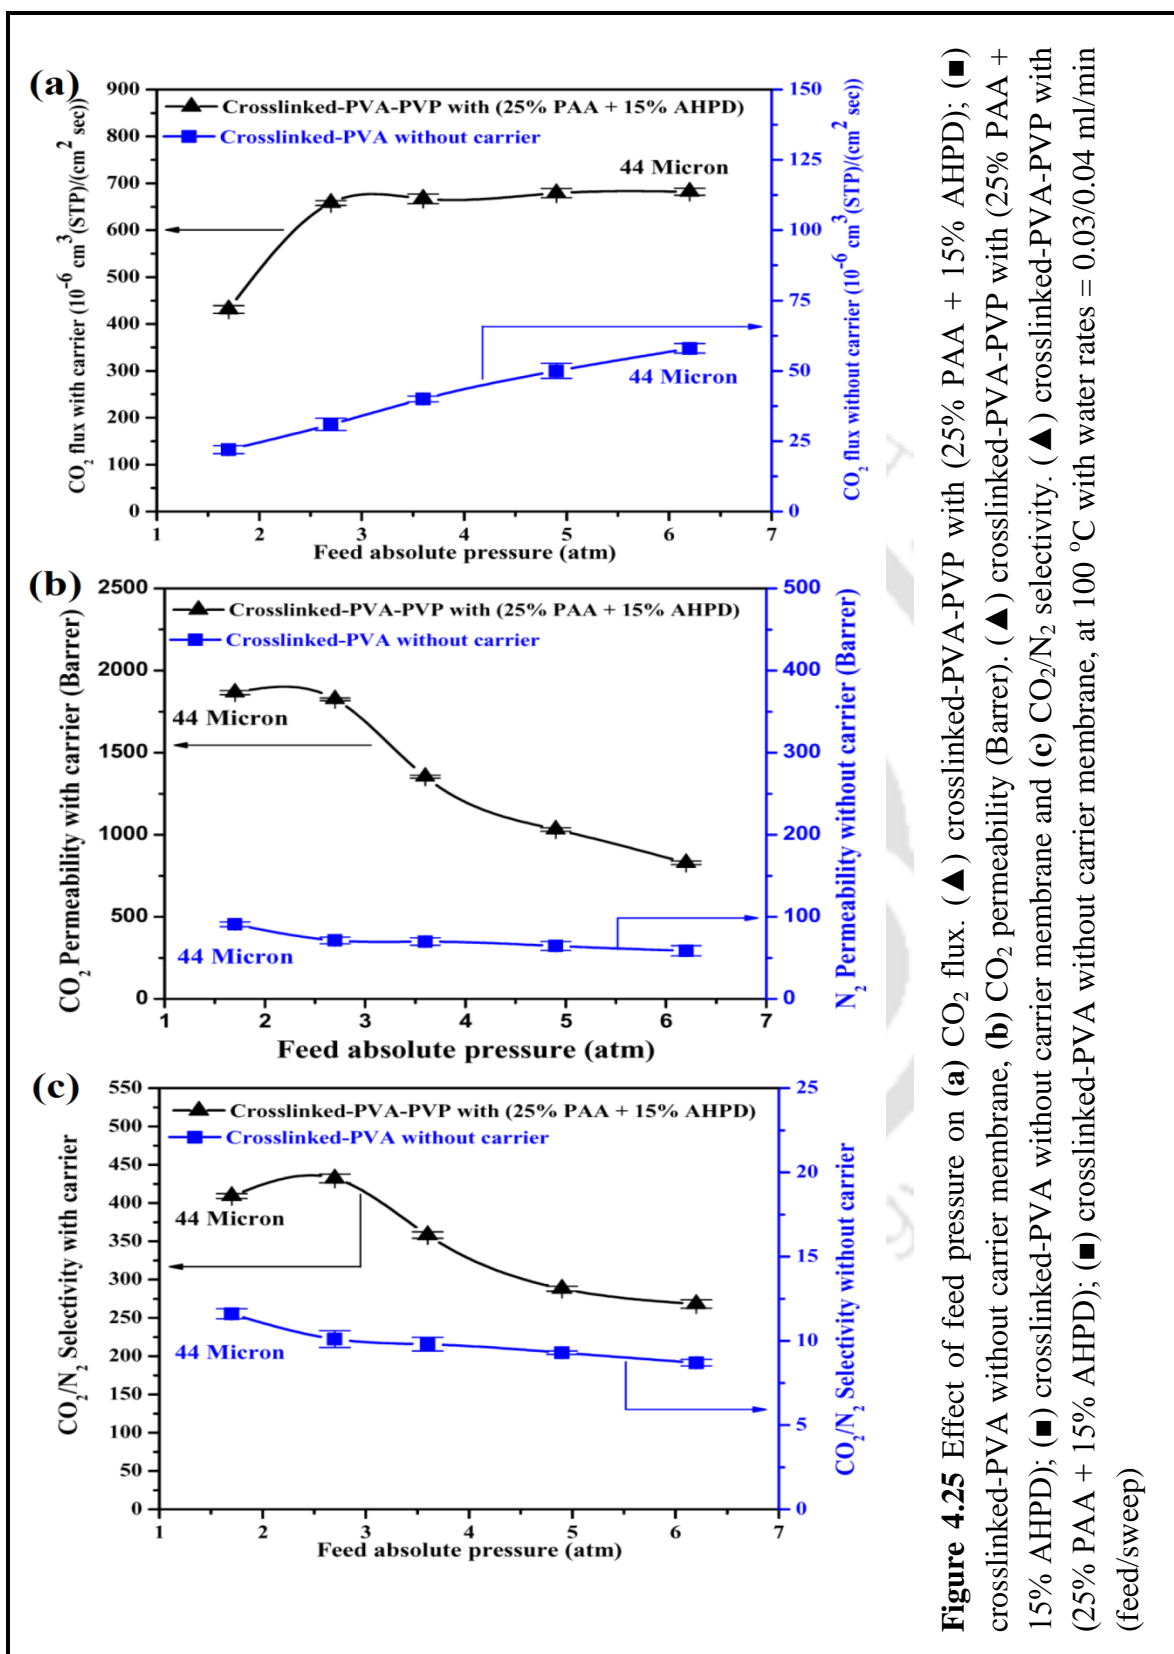 (a)
900
800
700
600
500
400
300
200
100
0
CO2 flux with carrier (10-6 cm3(STP)/(cm2 sec))
Crosslinked-PVA-PVP with (25% PAA + 15% AHPD)
Crosslinked-PVA without carrier
44 Micron
44 Micron
150
125
100
75
50
25
0
CO2 flux without carrier (10-6 cm3(STP)/(cm2 sec))
1 2 3 4 5 6 7
Feed absolute pressure (atm)
(b)
2500
2000
1500
1000
500
0
CO2 Permeability with carrier (Barrer)
Crosslinked-PVA-PVP with (25% PAA + 15% AHPD)
Crosslinked-PVA without carrier
44 Micron
44 Micron
500
400
300
200
100
0
N2 Permeability without carrier (Barrer)
1 2 3 4 5 6 7
Feed absolute pressure (atm)
(c)
550
500
450
400
350
300
250
200
150
100
50
0
CO2/N2 Selectivity with carrier
Crosslinked-PVA-PVP with (25% PAA + 15% AHPD)
Crosslinked-PVA without carrier
44 Micron
44 Micron
25
20
15
10
5
0
CO2/N2 Selectivity without carrier
1 2 3 4 5 6 7
Feed absolute pressure (atm)
Figure 4.25 Effect of feed pressure on (a) CO2 flux. (▲) crosslinked-PVA-PVP with (25% PAA + 15% AHPD); (■)
crosslinked-PVA without carrier membrane, (b) CO2 permeability (Barrer). (▲) crosslinked-PVA-PVP with (25% PAA +
15% AHPD); (■) crosslinked-PVA without carrier membrane and (c) CO2/N2 selectivity. (▲) crosslinked-PVA-PVP with
(25% PAA + 15% AHPD); (■) crosslinked-PVA without carrier membrane, at 100 oC with water rates = 0.03/0.04 ml/min
(feed/sweep)